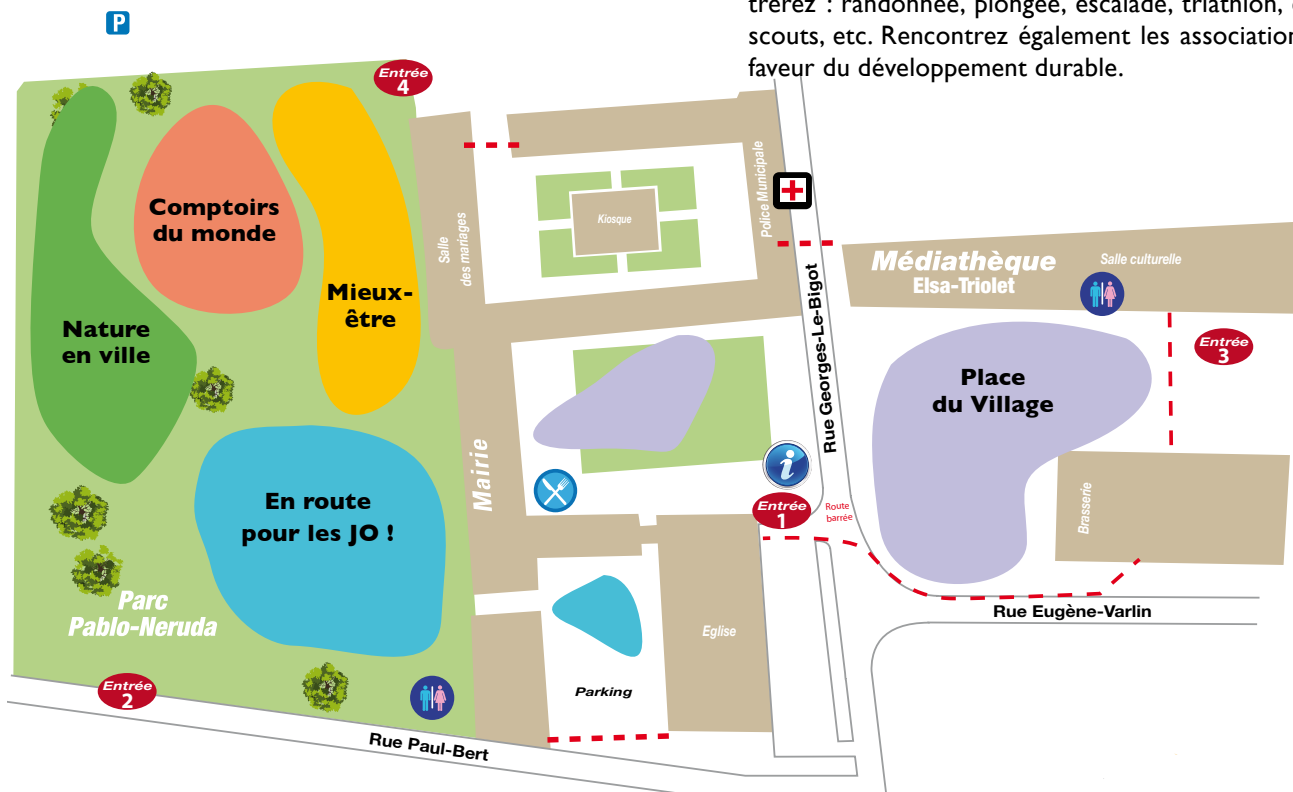 trerez : randonnée, plongée, escalade, triathlon,
scouts, etc. Rencontrez également les association
faveur du développement durable.
P
Entrée
4
Comptoirs
du monde
Mieux-
être
Nature
en ville
En route
pour les JO !
Parc
Pablo-Neruda
Entrée
2
Salle
des mariages
Kiosque
Police Municipale
Rue Georges-Le-Bigot
Médiathèque
Elsa-Triolet
Salle culturelle
Entrée
3
Place
du Village
Mairie
i
Entrée
1
Route
barrée
Brasserie
Eglise
Parking
Rue Eugène-Varlin
Rue Paul-Bert